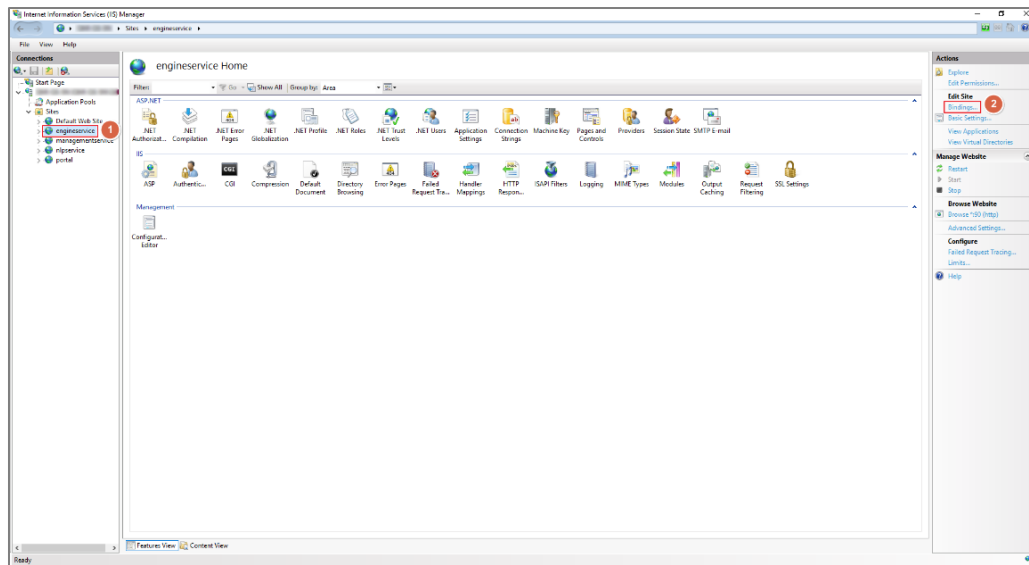 Internet Information Services (IIS) Manager
Sites
engineservice
File View Help
Connections
Start Page
Application Pools
Sites
Default Web Site
engineservice
1
managementservice
nlpservice
portal
engineservice Home
Filter:
Go
Show All
Group by: Area
ASP.NET
.NET Authorizat...
.NET Compilation
.NET Error Pages
.NET Globalization
.NET Profile
.NET Roles
.NET Trust Levels
.NET Users
Application Settings
Connection Strings
Machine Key
Pages and Controls
Providers
Session State
SMTP E-mail
IIS
ASP
Authentic...
CGI
Compression
Default Document
Directory Browsing
Error Pages
Failed Request Tra...
Handler Mappings
HTTP Respon...
ISAPI Filters
Logging
MIME Types
Modules
Output Caching
Request Filtering
SSL Settings
Management
Configurat... Editor
Features View
Content View
Ready
Actions
Explore
Edit Permissions...
Edit Site
Bindings...
2
Basic Settings...
View Applications
View Virtual Directories
Manage Website
Restart
Start
Stop
Browse Website
Browse *:93 (http)
Advanced Settings...
Configure
Failed Request Tracing...
Limits...
Help